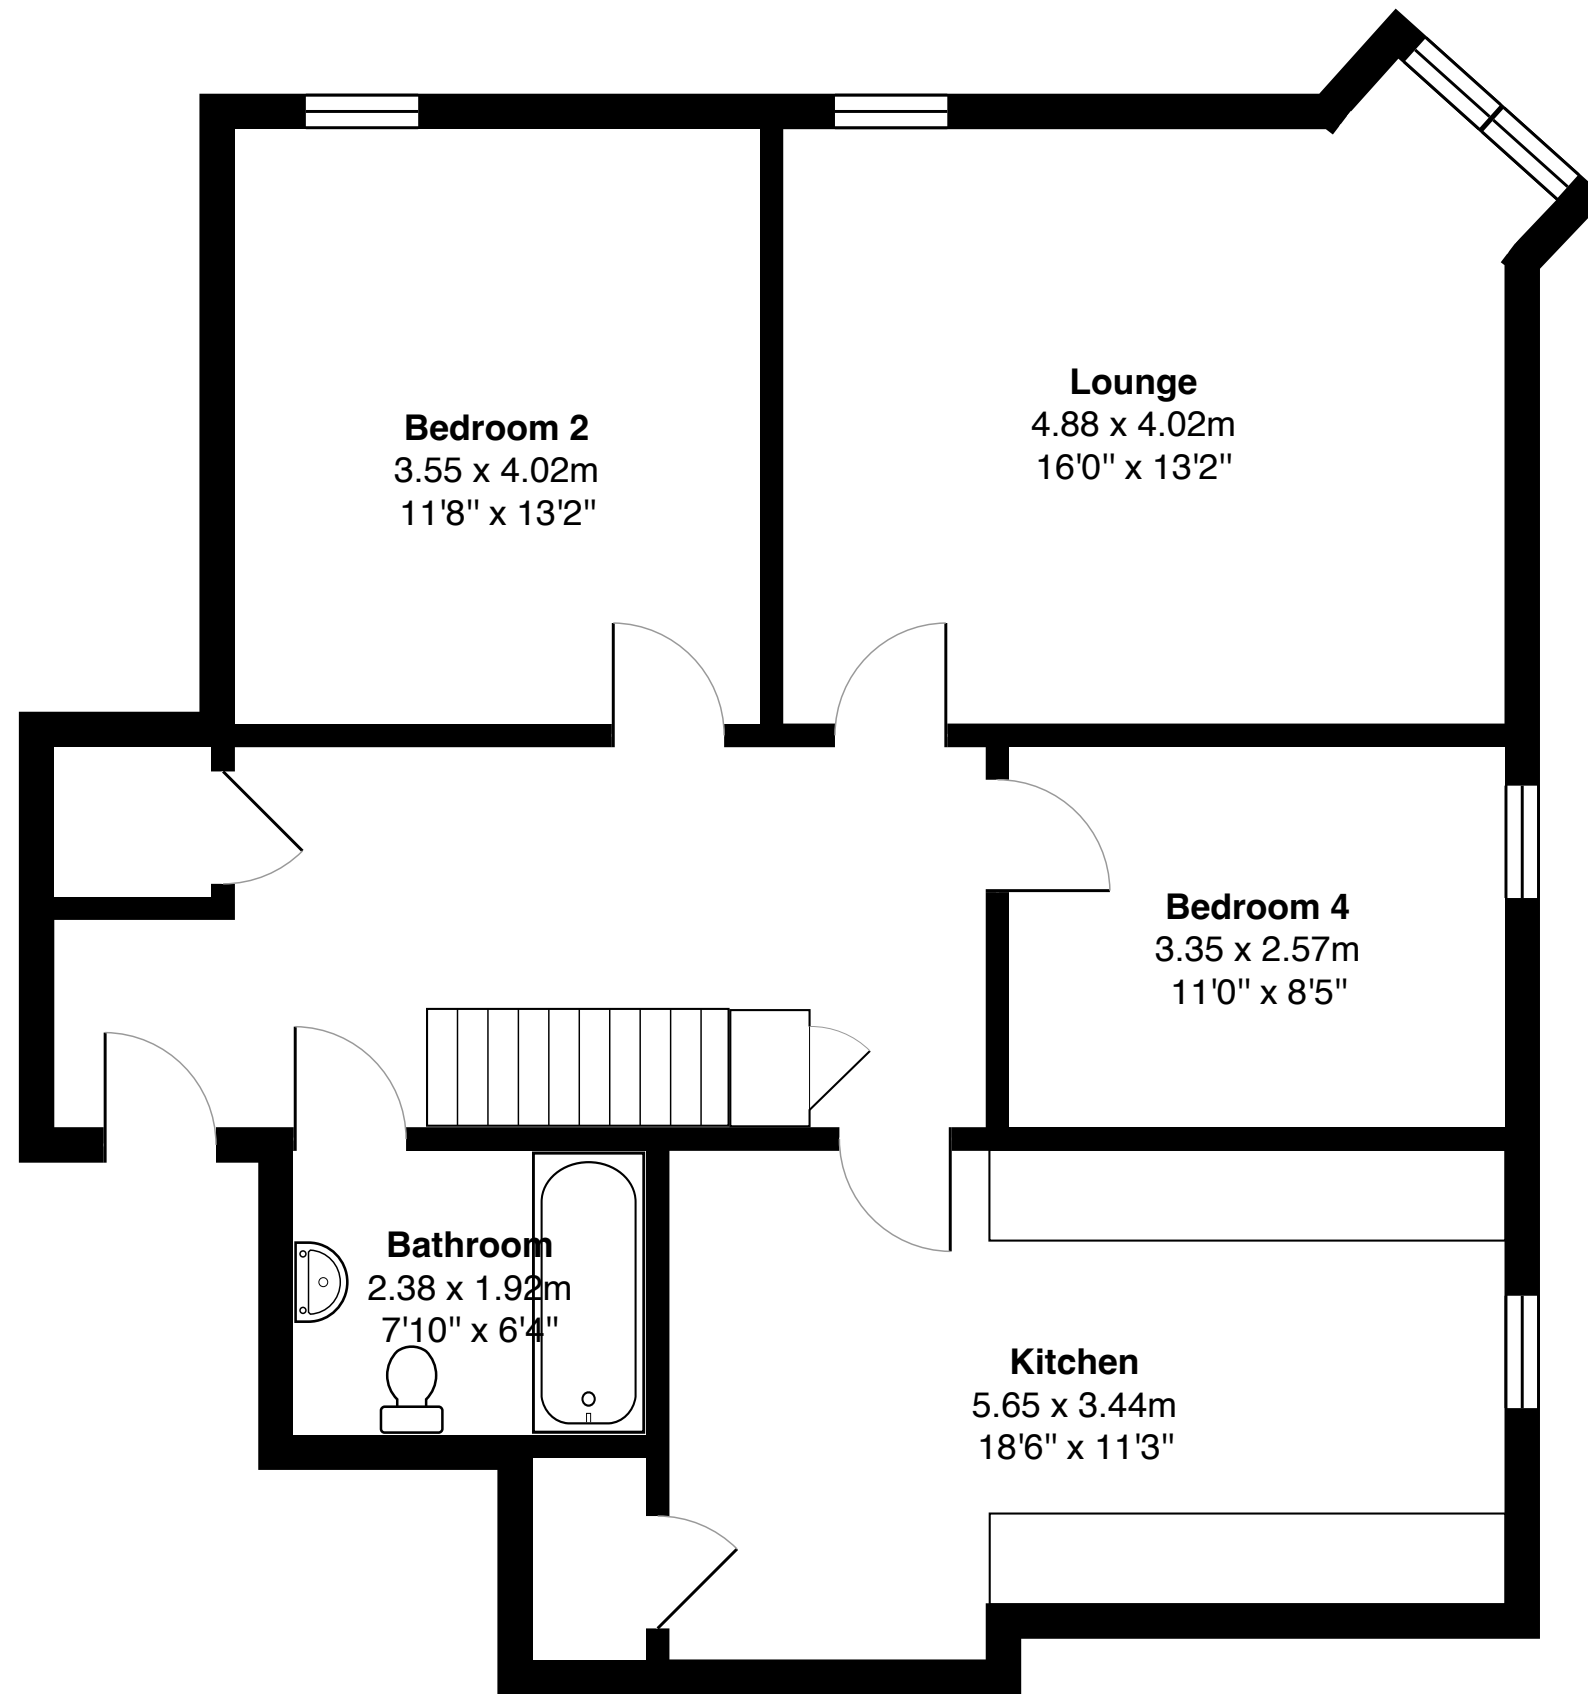 Bedroom 2
3.55 x 4.02m
11'8" x 13'2"
Lounge
4.88 x 4.02m
16'0" x 13'2"
Bedroom 4
3.35 x 2.57m
11'0" x 8'5"
Bathroom
2.38 x 1.92m
7'10" x 6'4"
Kitchen
5.65 x 3.44m
18'6" x 11'3"